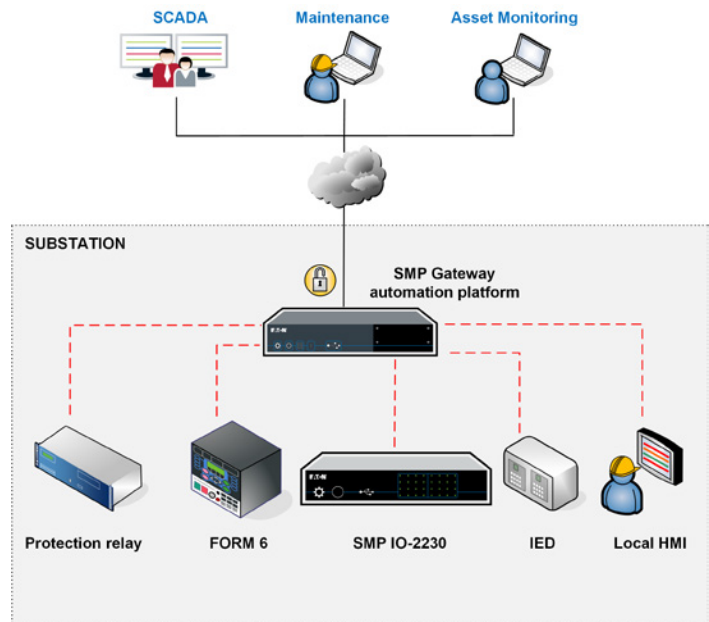 SCADA
Maintenance
Asset Monitoring
SUBSTATION
SMP Gateway
automation platform
E·T·N
E·T·N
Protection relay
FORM 6
SMP IO-2230
IED
Local HMI